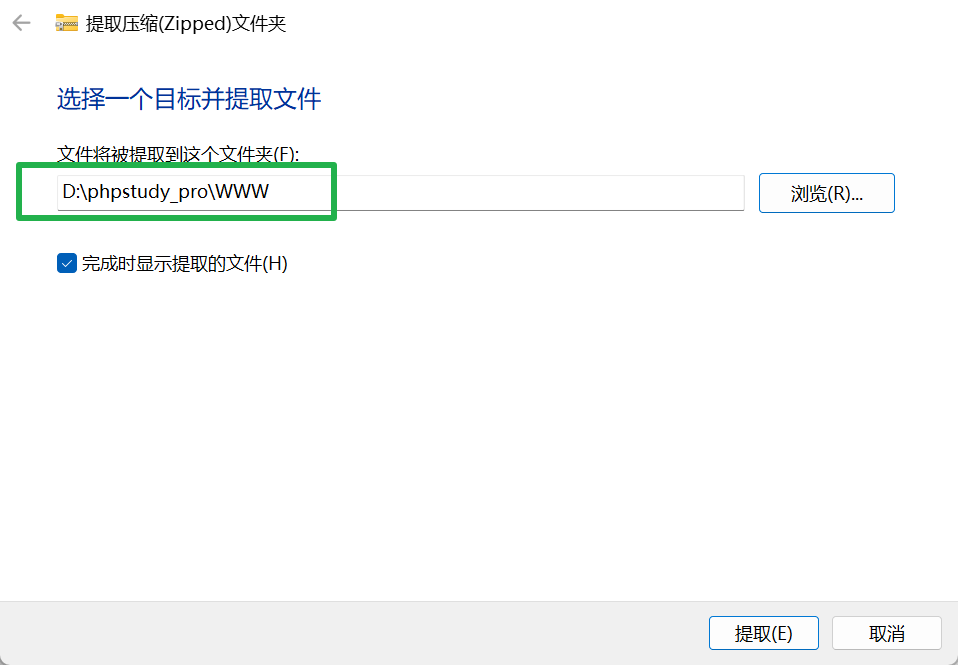 提取压缩(Zipped)文件夹
选择一个目标并提取文件
文件将被提取到这个文件夹(F):
D:\phpstudy_pro\WWW
浏览(R)...
完成时显示提取的文件(H)
提取(E)
取消